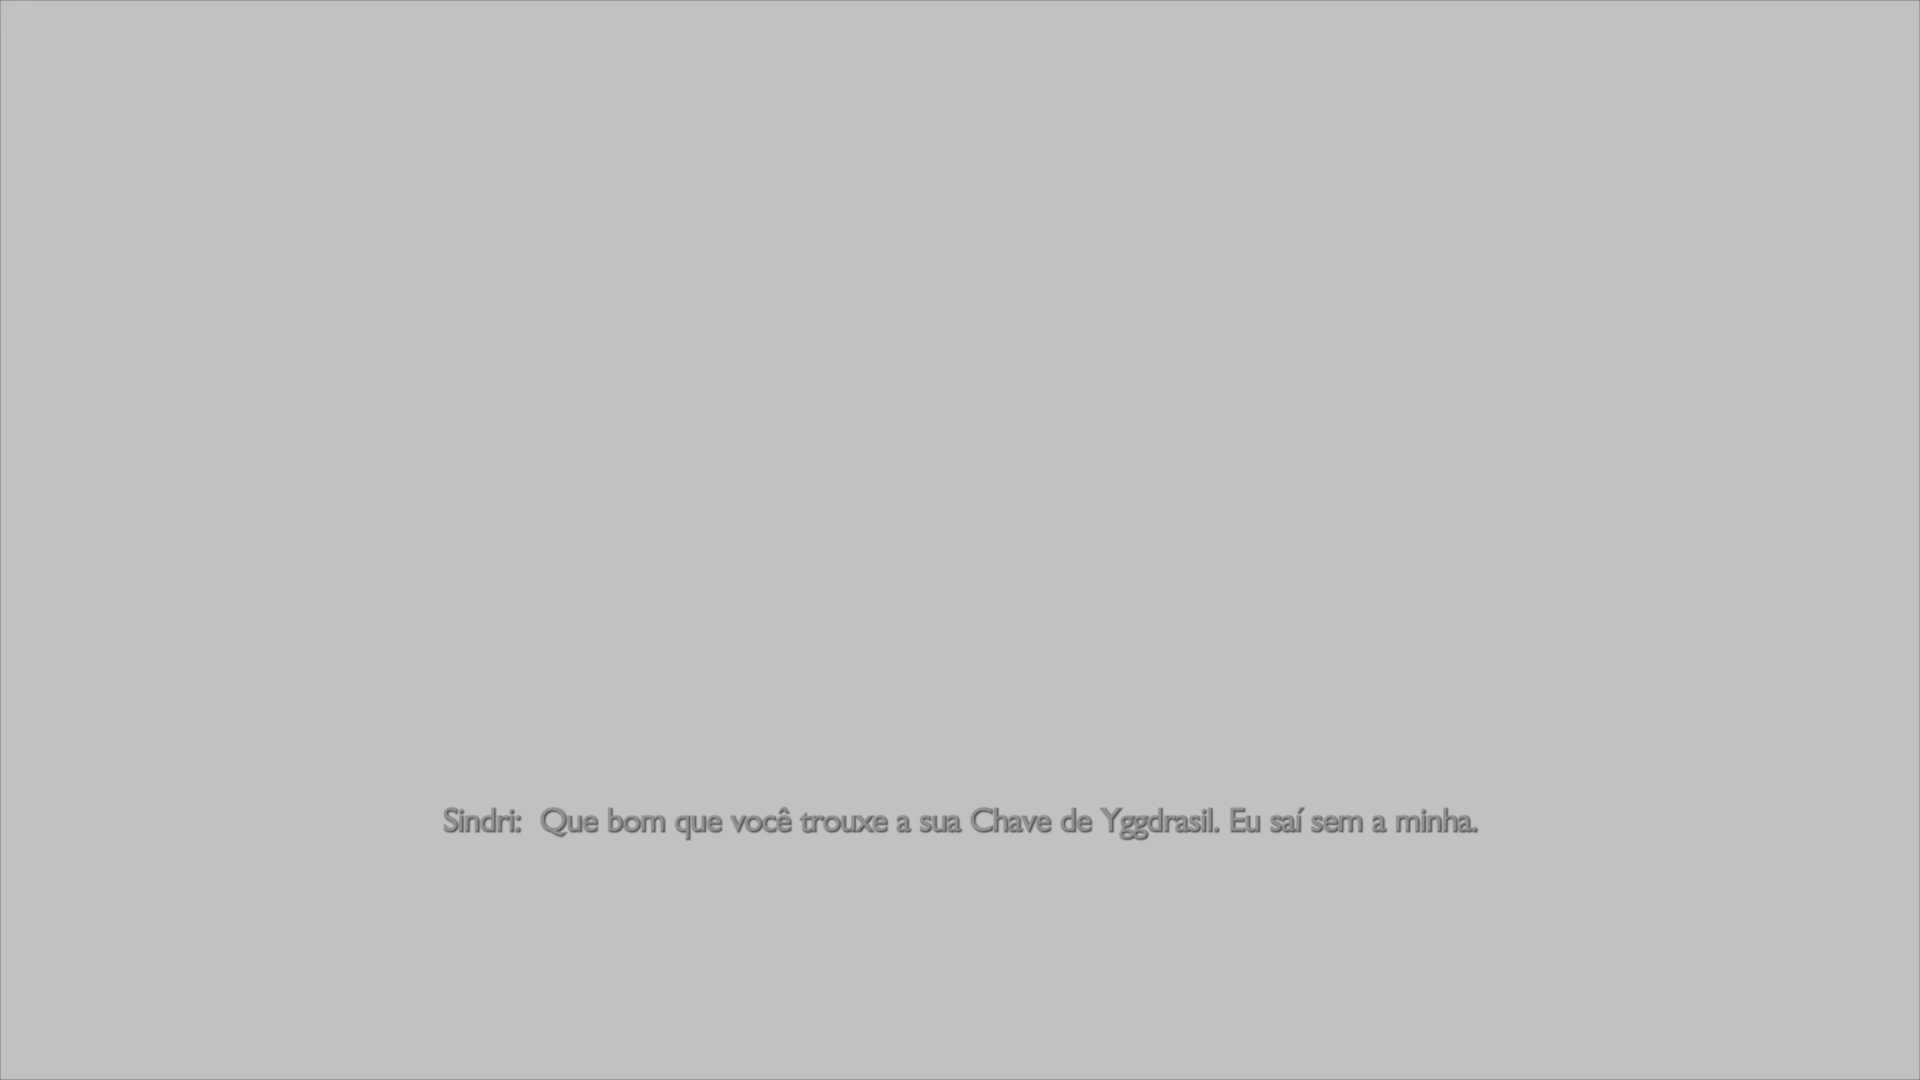 Sindri: Que bom que você trouxe a sua Chave de Yggdrasil. Eu saí sem a minha.